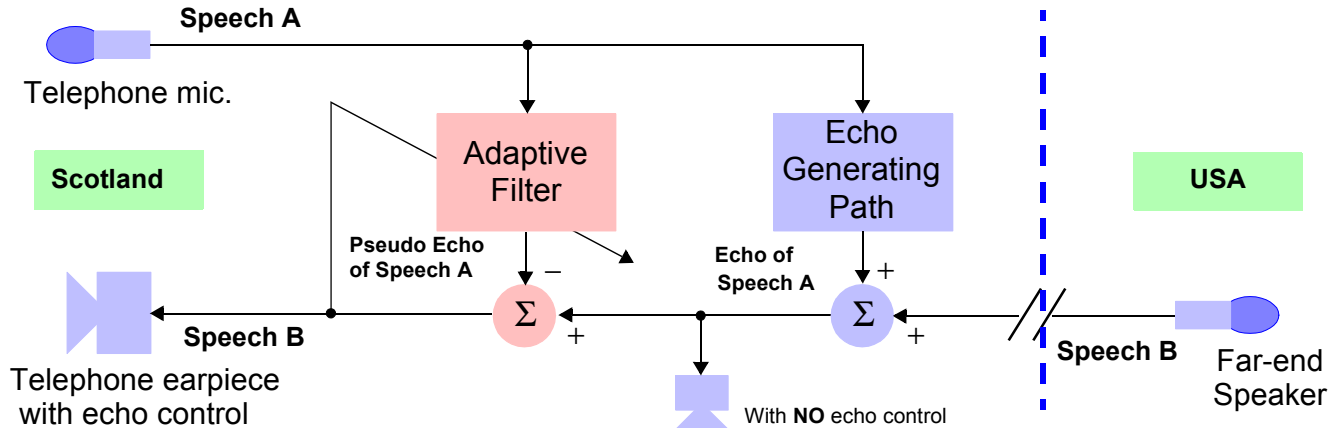 Speech A
Telephone mic.
Scotland
USA
Adaptive
Filter
Echo
Generating
Path
Pseudo Echo
of Speech A
−
Echo of
Speech A
+
Σ
+
Σ
+
Speech B
Speech B
Telephone earpiece
with echo control
With NO echo control
Far-end
Speaker